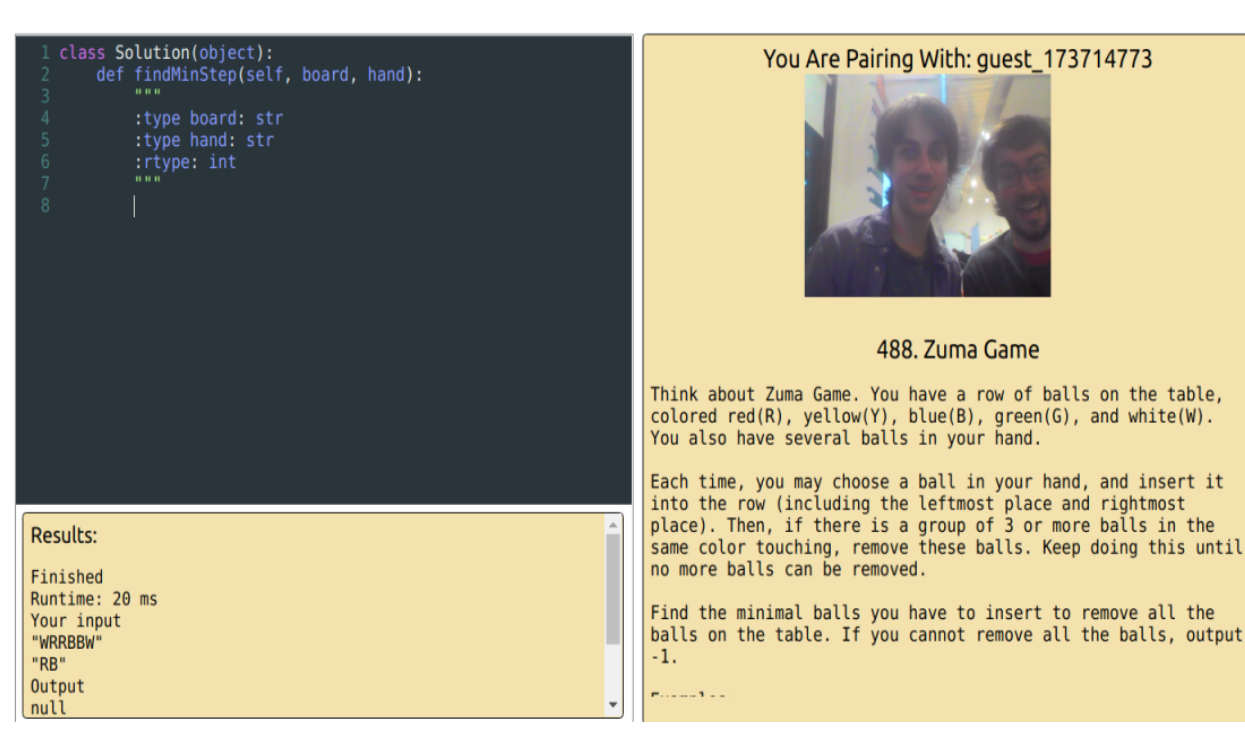 1 class Solution(object):
2 def findMinStep(self, board, hand):
3 """
4 :type board: str
5 :type hand: str
6 :rtype: int
7 """
8
Results:
Finished
Runtime: 20 ms
Your input
"WRRBBW"
"RB"
Output
null
You Are Pairing With: guest_173714773
488. Zuma Game
Think about Zuma Game. You have a row of balls on the table,
colored red(R), yellow(Y), blue(B), green(G), and white(W).
You also have several balls in your hand.
Each time, you may choose a ball in your hand, and insert it
into the row (including the leftmost place and rightmost
place). Then, if there is a group of 3 or more balls in the
same color touching, remove these balls. Keep doing this until
no more balls can be removed.
Find the minimal balls you have to insert to remove all the
balls on the table. If you cannot remove all the balls, output
-1.